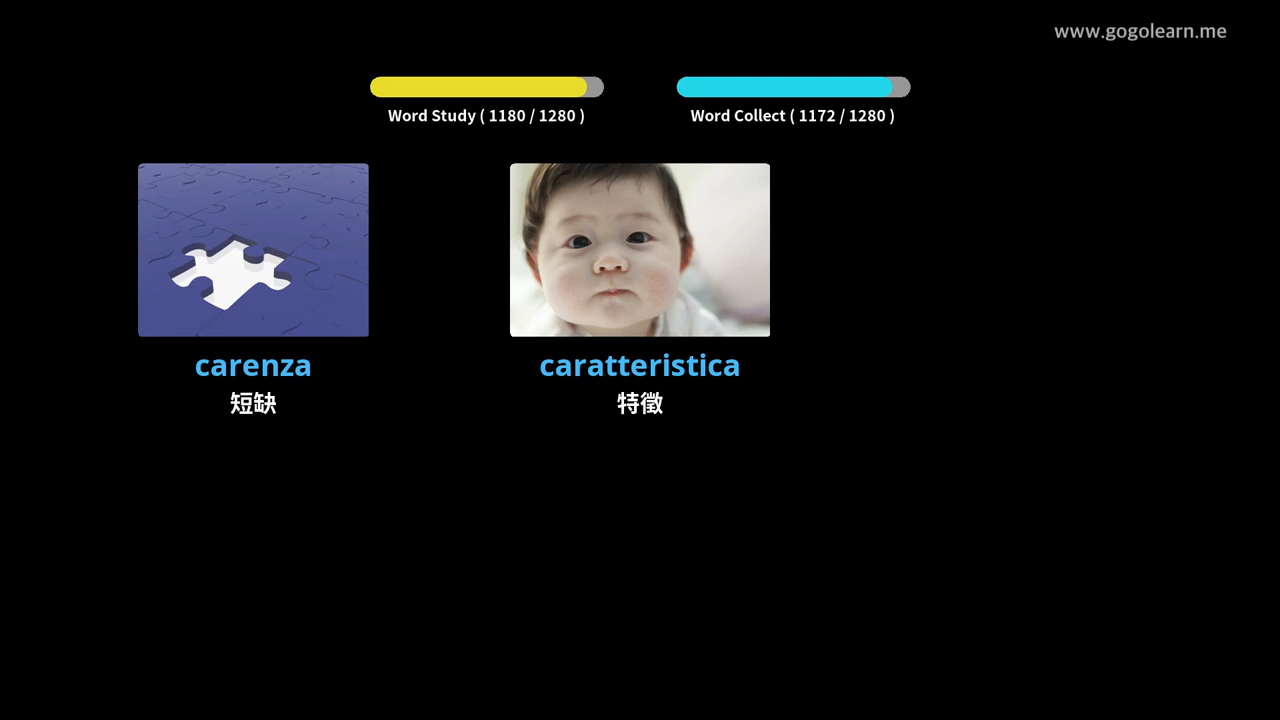 www.gogolearn.me
Word Study ( 1180 / 1280 )
Word Collect ( 1172 / 1280 )
carenza
短缺
caratteristica
特徵